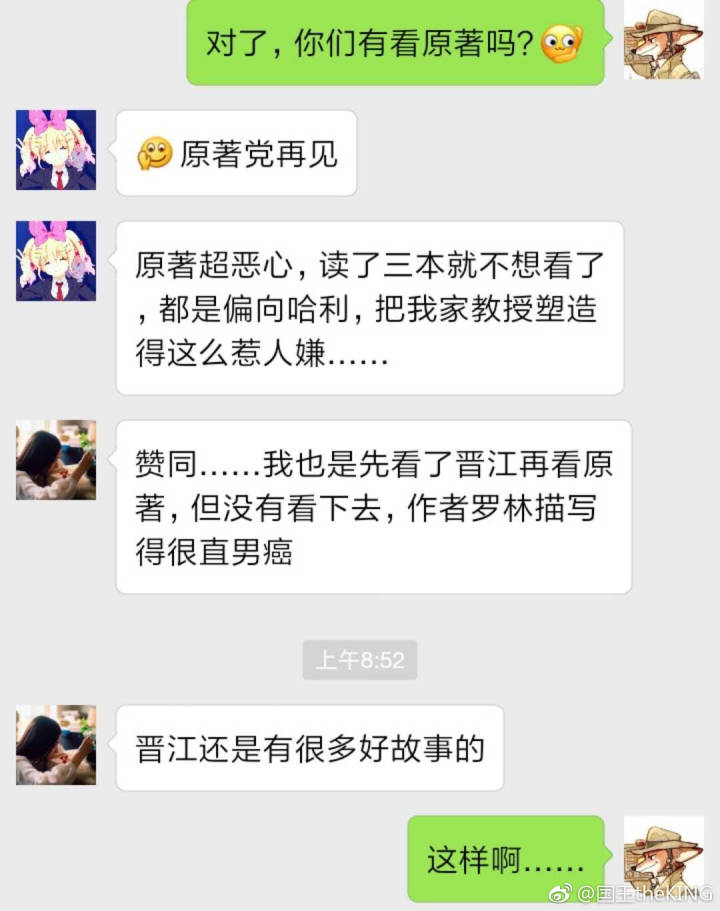 对了，你们有看原著吗？
原著党再见
原著超恶心，读了三本就不想看了
，都是偏向哈利，把我家教授塑造
得这么惹人嫌……
赞同……我也是先看了晋江再看原
著，但没有看下去，作者罗林描写
得很直男癌
上午8:52
晋江还是有很多好故事的
这样啊……
@国王theKING